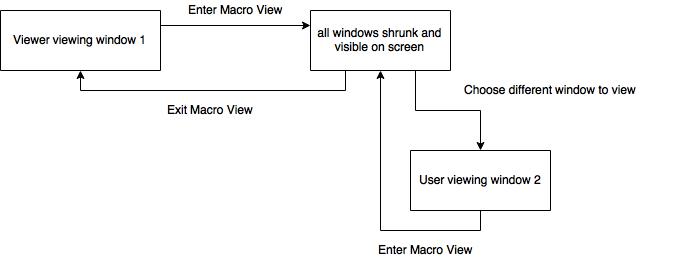 Enter Macro View
Viewer viewing window 1
all windows shrunk and
visible on screen
Choose different window to view
Exit Macro View
User viewing window 2
Enter Macro View